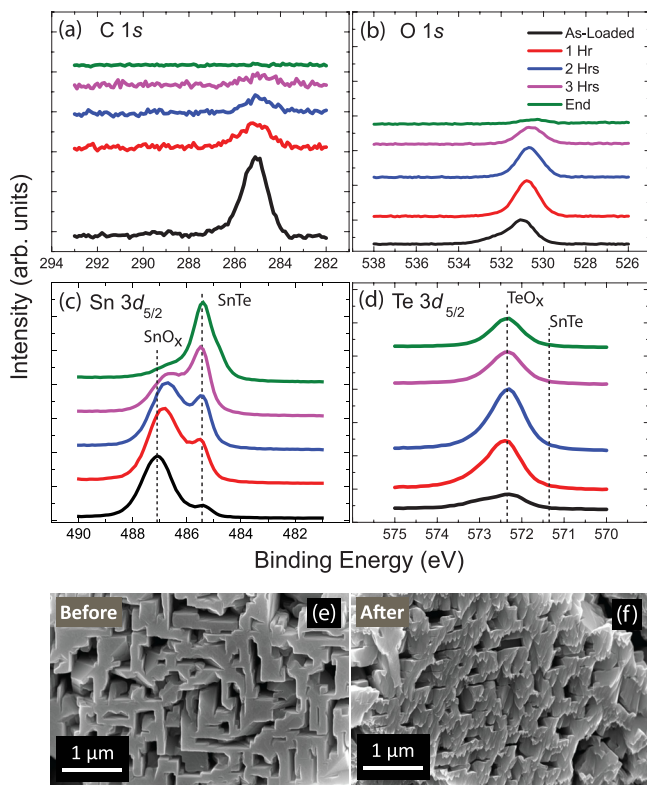 (a) C 1s
(b) O 1s
As-Loaded
1 Hr
2 Hrs
3 Hrs
End
294 292 290 288 286 284 282
538 536 534 532 530 528 526
(c) Sn 3d5/2
SnOx
SnTe
(d) Te 3d 5/2
TeOx
SnTe
490 488 486 484 482
575 574 573 572 571 570
Intensity (arb. units)
Binding Energy (eV)
Before
(e)
1 μm
After
(f)
1 μm